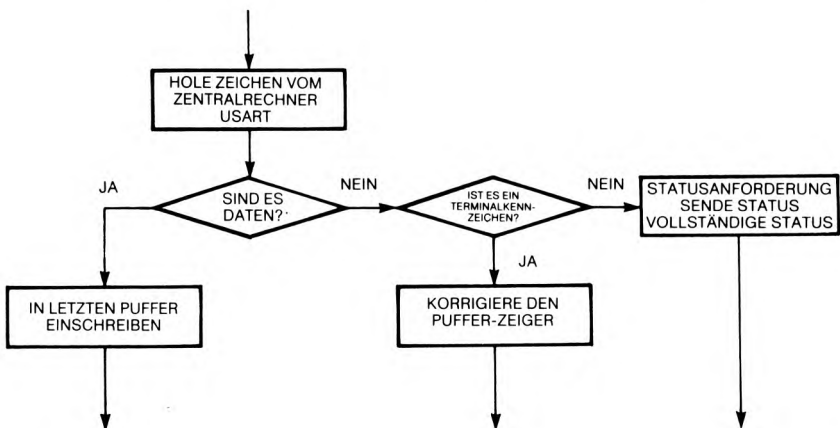 HOLE ZEICHEN VOM
ZENTRALRECHNER
USART
JA
SIND ES
DATEN?
NEIN
IST ES EIN
TERMINALKENN-
ZEICHEN?
NEIN
STATUSANFORDERUNG
SENDE STATUS
VOLLSTÄNDIGE STATUS
JA
IN LETZTEN PUFFER
EINSCHREIBEN
KORRIGIERE DEN
PUFFER-ZEIGER